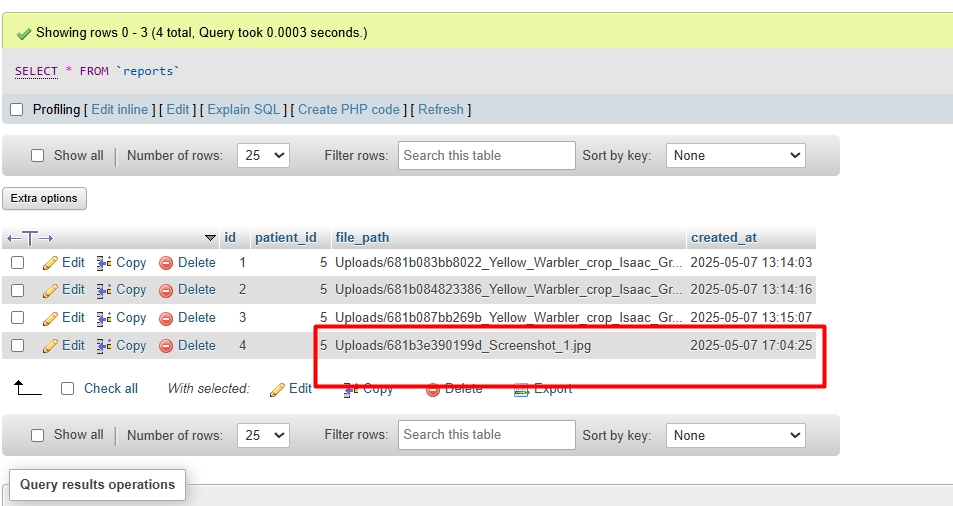 Showing rows 0 - 3 (4 total, Query took 0.0003 seconds.)
SELECT * FROM `reports`
Profiling [ Edit inline ] [ Edit ] [ Explain SQL ] [ Create PHP code ] [ Refresh ]
Show all Number of rows: 25 Filter rows: Search this table Sort by key: None
Extra options
id patient_id file_path created_at
Edit Copy Delete 1 5 Uploads/681b083bb8022_Yellow_Warbler_crop_Isaac_Gr... 2025-05-07 13:14:03
Edit Copy Delete 2 5 Uploads/681b084823386_Yellow_Warbler_crop_Isaac_Gr... 2025-05-07 13:14:16
Edit Copy Delete 3 5 Uploads/681b087bb269b_Yellow_Warbler_crop_Isaac_Gr... 2025-05-07 13:15:07
Edit Copy Delete 4 5 Uploads/681b3e390199d_Screenshot_1.jpg 2025-05-07 17:04:25
Check all With selected: Edit Copy Delete Export
Show all Number of rows: 25 Filter rows: Search this table Sort by key: None
Query results operations